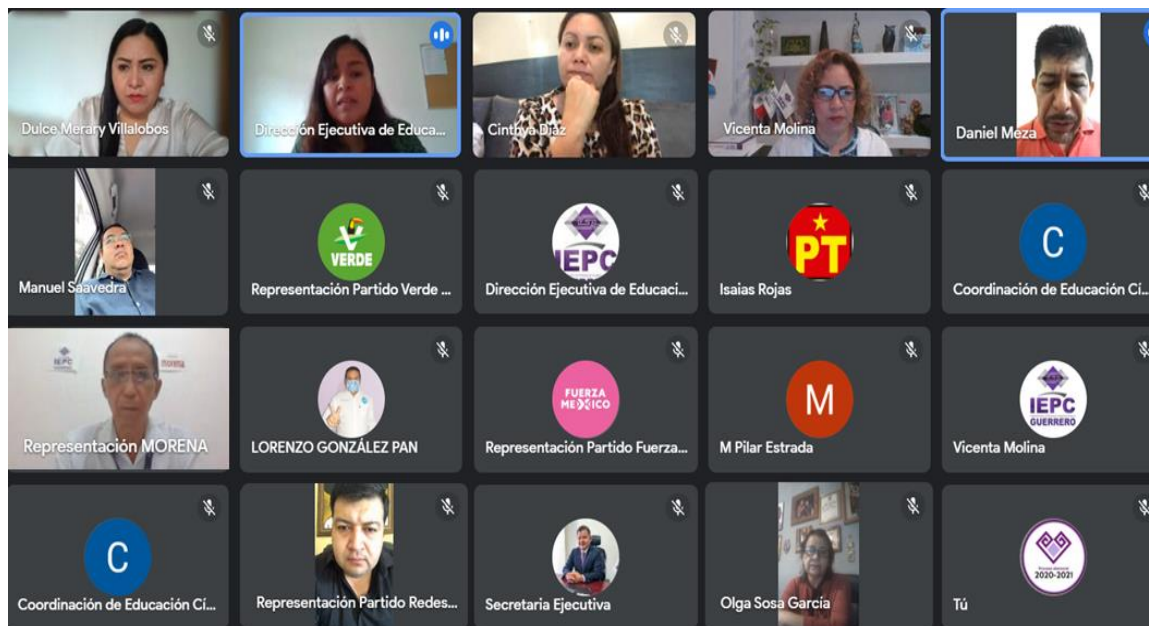 Dulce Merary Villalobos
Dirección Ejecutiva de Educa...
Cinthya Díaz
Vicenta Molina
Daniel Meza
Manuel Saavedra
VERDE
Representación Partido Verde ...
IEPC
Dirección Ejecutiva de Educaci...
PT
Isaias Rojas
C
Coordinación de Educación Cí...
IEPC
morena
Representación MORENA
LORENZO GONZÁLEZ PAN
FUERZA
MEXICO
Representación Partido Fuerza...
M
M Pilar Estrada
IEPC
GUERRERO
Vicenta Molina
C
Coordinación de Educación Cí...
Representación Partido Redes...
Secretaria Ejecutiva
Olga Sosa García
2020-2021
Tú